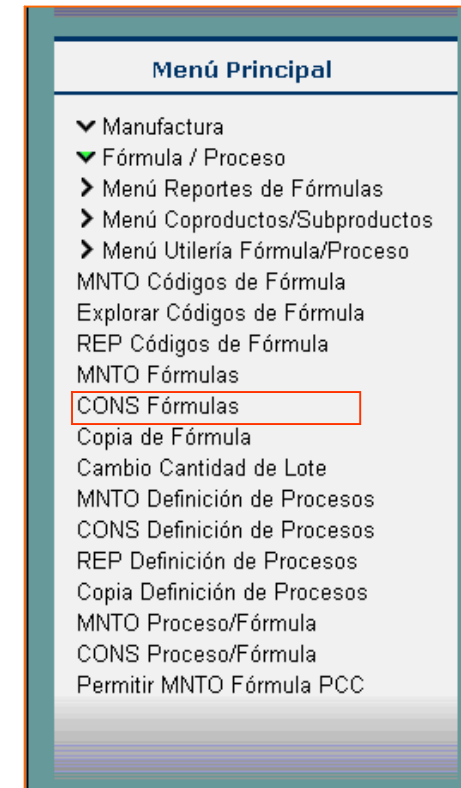 Menú Principal
Manufactura
Fórmula / Proceso
Menú Reportes de Fórmulas
Menú Coproductos/Subproductos
Menú Utilería Fórmula/Proceso
MNTO Códigos de Fórmula
Explorar Códigos de Fórmula
REP Códigos de Fórmula
MNTO Fórmulas
CONS Fórmulas
Copia de Fórmula
Cambio Cantidad de Lote
MNTO Definición de Procesos
CONS Definición de Procesos
REP Definición de Procesos
Copia Definición de Procesos
MNTO Proceso/Fórmula
CONS Proceso/Fórmula
Permitir MNTO Fórmula PCC